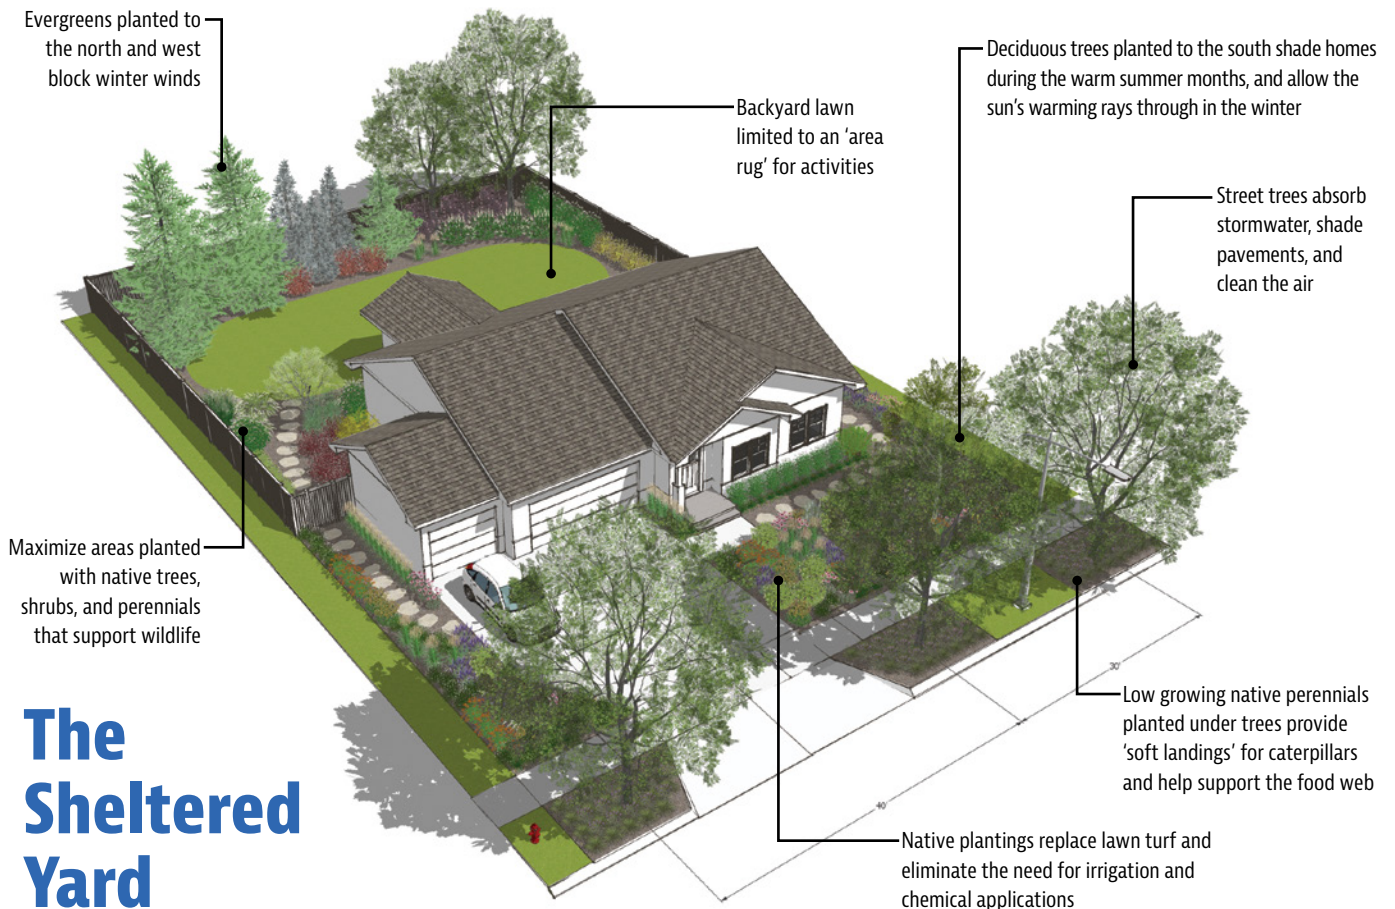 Evergreens planted to
the north and west
block winter winds
Backyard lawn
limited to an ‘area
rug’ for activities
Deciduous trees planted to the south shade homes
during the warm summer months, and allow the
sun’s warming rays through in the winter
Street trees absorb
stormwater, shade
pavements, and
clean the air
Maximize areas planted
with native trees,
shrubs, and perennials
that support wildlife
30'
Low growing native perennials
planted under trees provide
‘soft landings’ for caterpillars
and help support the food web
40'
Native plantings replace lawn turf and
eliminate the need for irrigation and
chemical applications
The
Sheltered
Yard